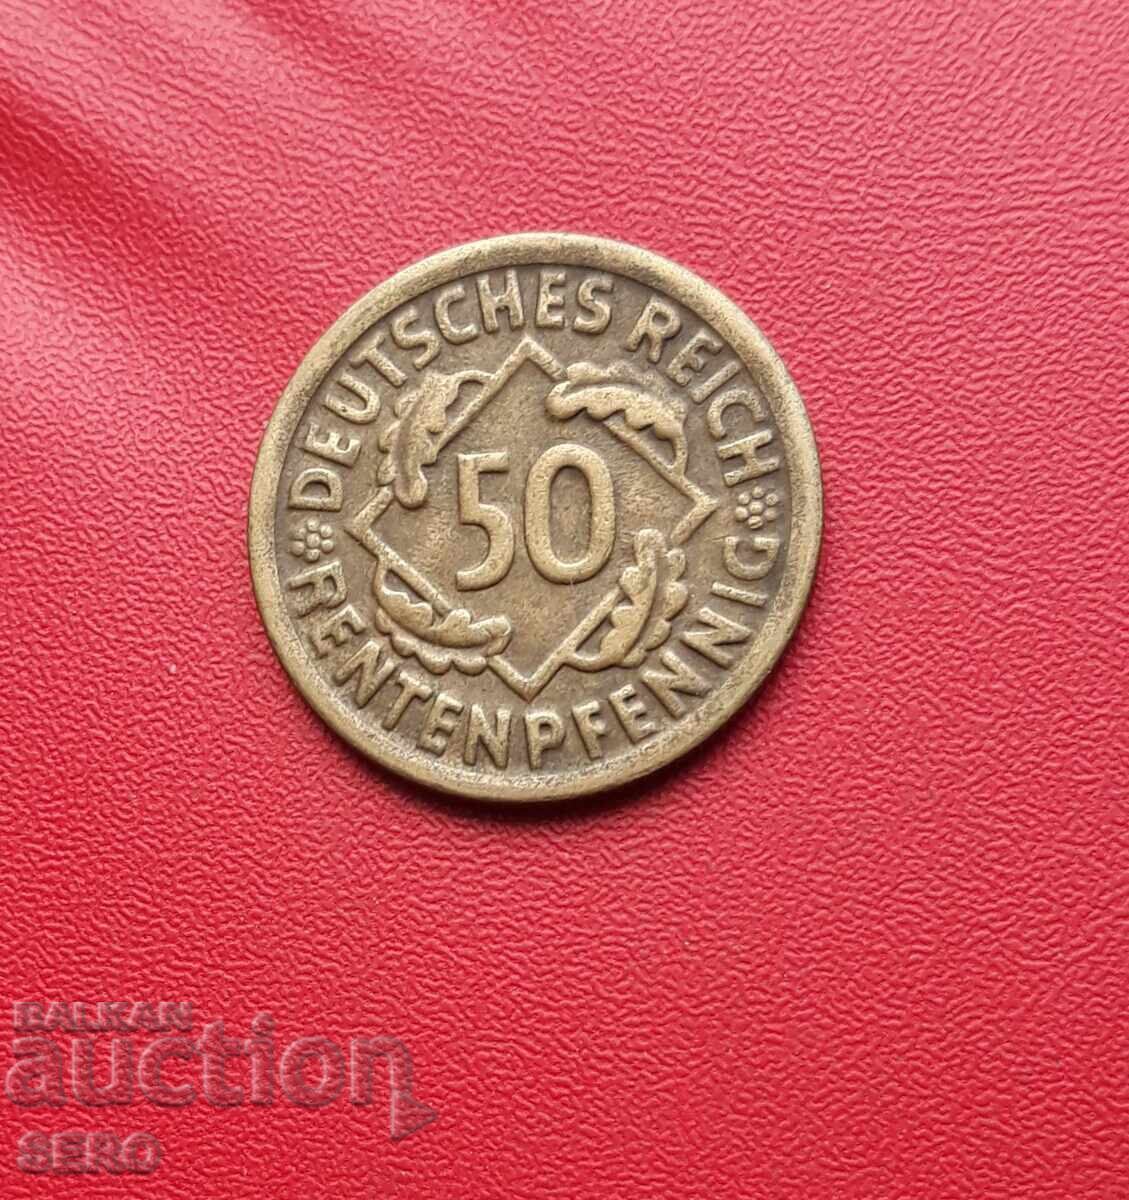 DEUTSCHES REICH
50
RENTENPFENNIG
BALKAN
auction
SERO